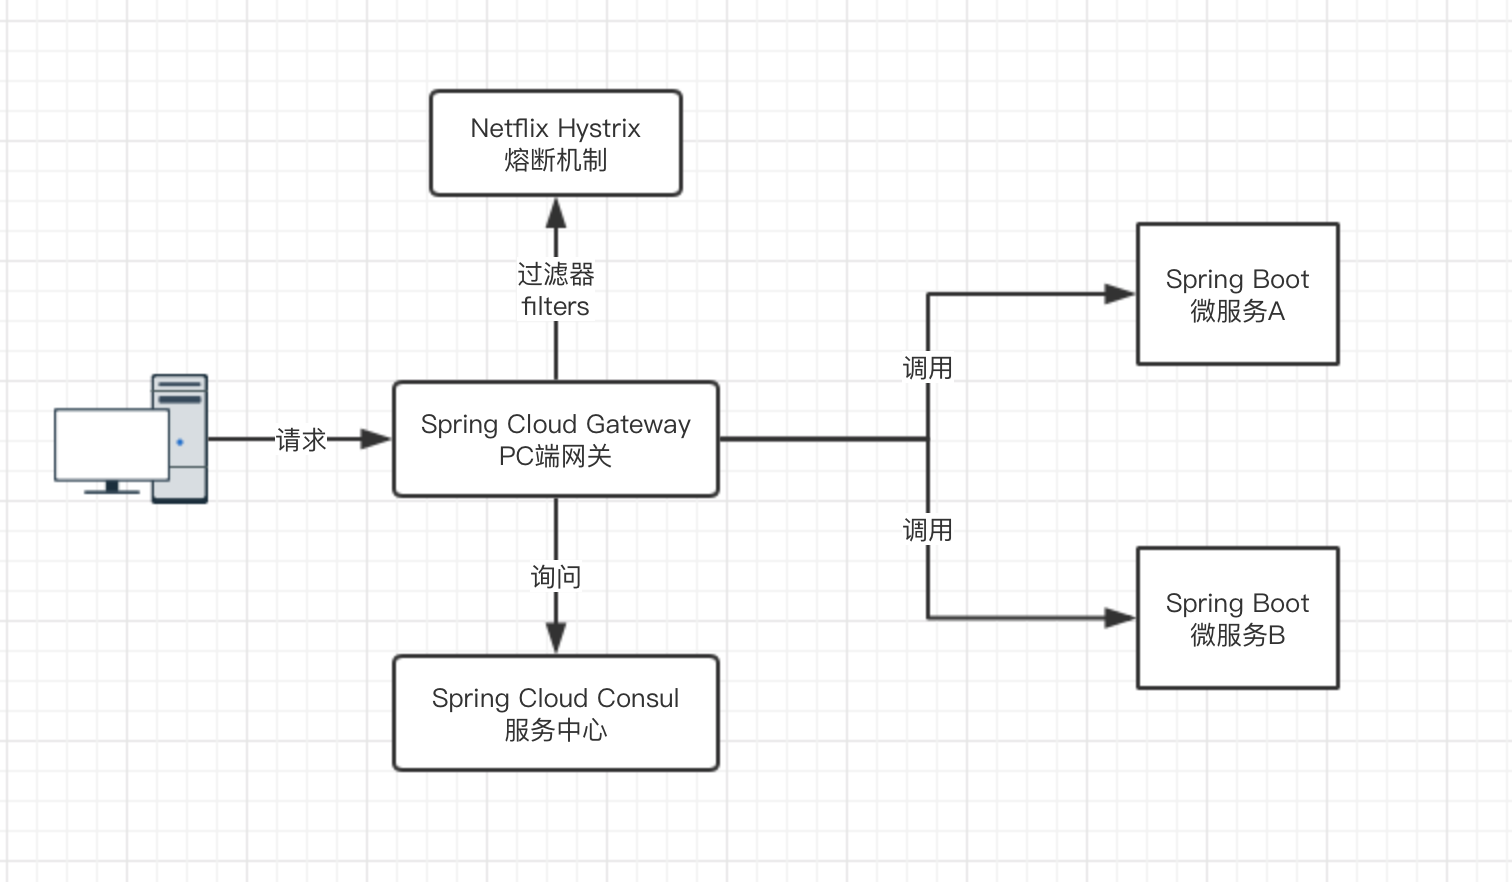 Netflix Hystrix
熔断机制
过滤器
filters
Spring Boot
微服务A
调用
请求
Spring Cloud Gateway
PC端网关
调用
询问
Spring Boot
微服务B
Spring Cloud Consul
服务中心